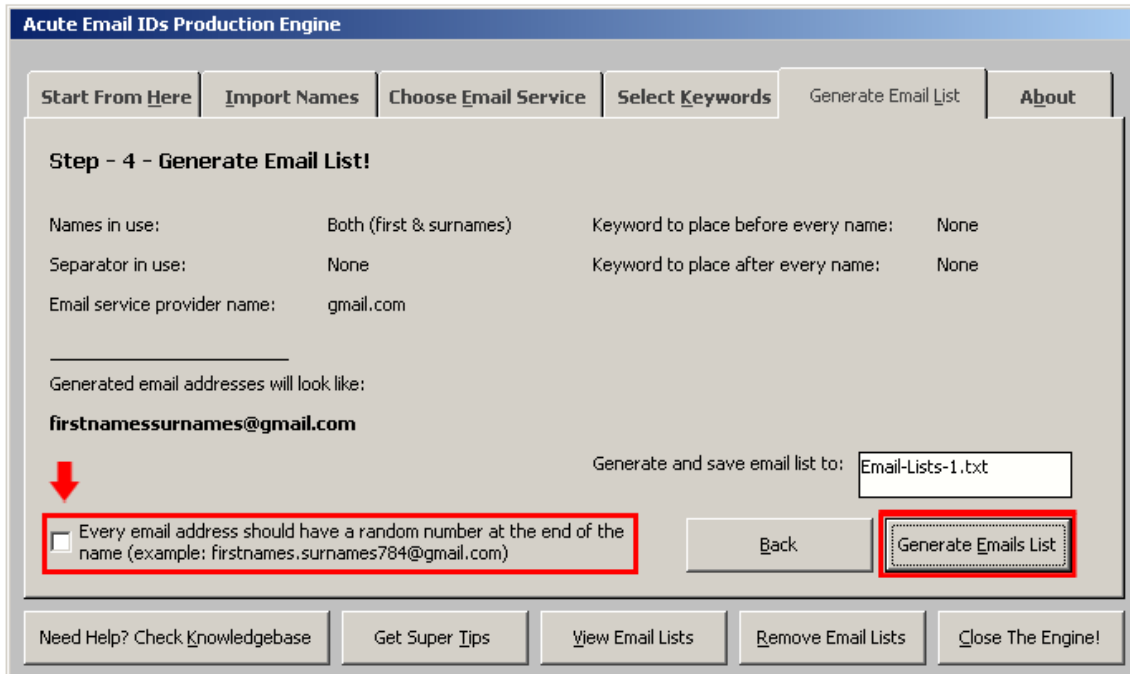 Acute Email IDs Production Engine
Start From Here
Import Names
Choose Email Service
Select Keywords
Generate Email List
About
Step - 4 - Generate Email List!
Names in use: Both (first & surnames) Keyword to place before every name: None
Separator in use: None Keyword to place after every name: None
Email service provider name: gmail.com
Generated email addresses will look like:
firstnamessurnames@gmail.com
Generate and save email list to: Email-Lists-1.txt
Every email address should have a random number at the end of the
name (example: firstnames.surnames784@gmail.com)
Back
Generate Emails List
Need Help? Check Knowledgebase
Get Super Tips
View Email Lists
Remove Email Lists
Close The Engine!